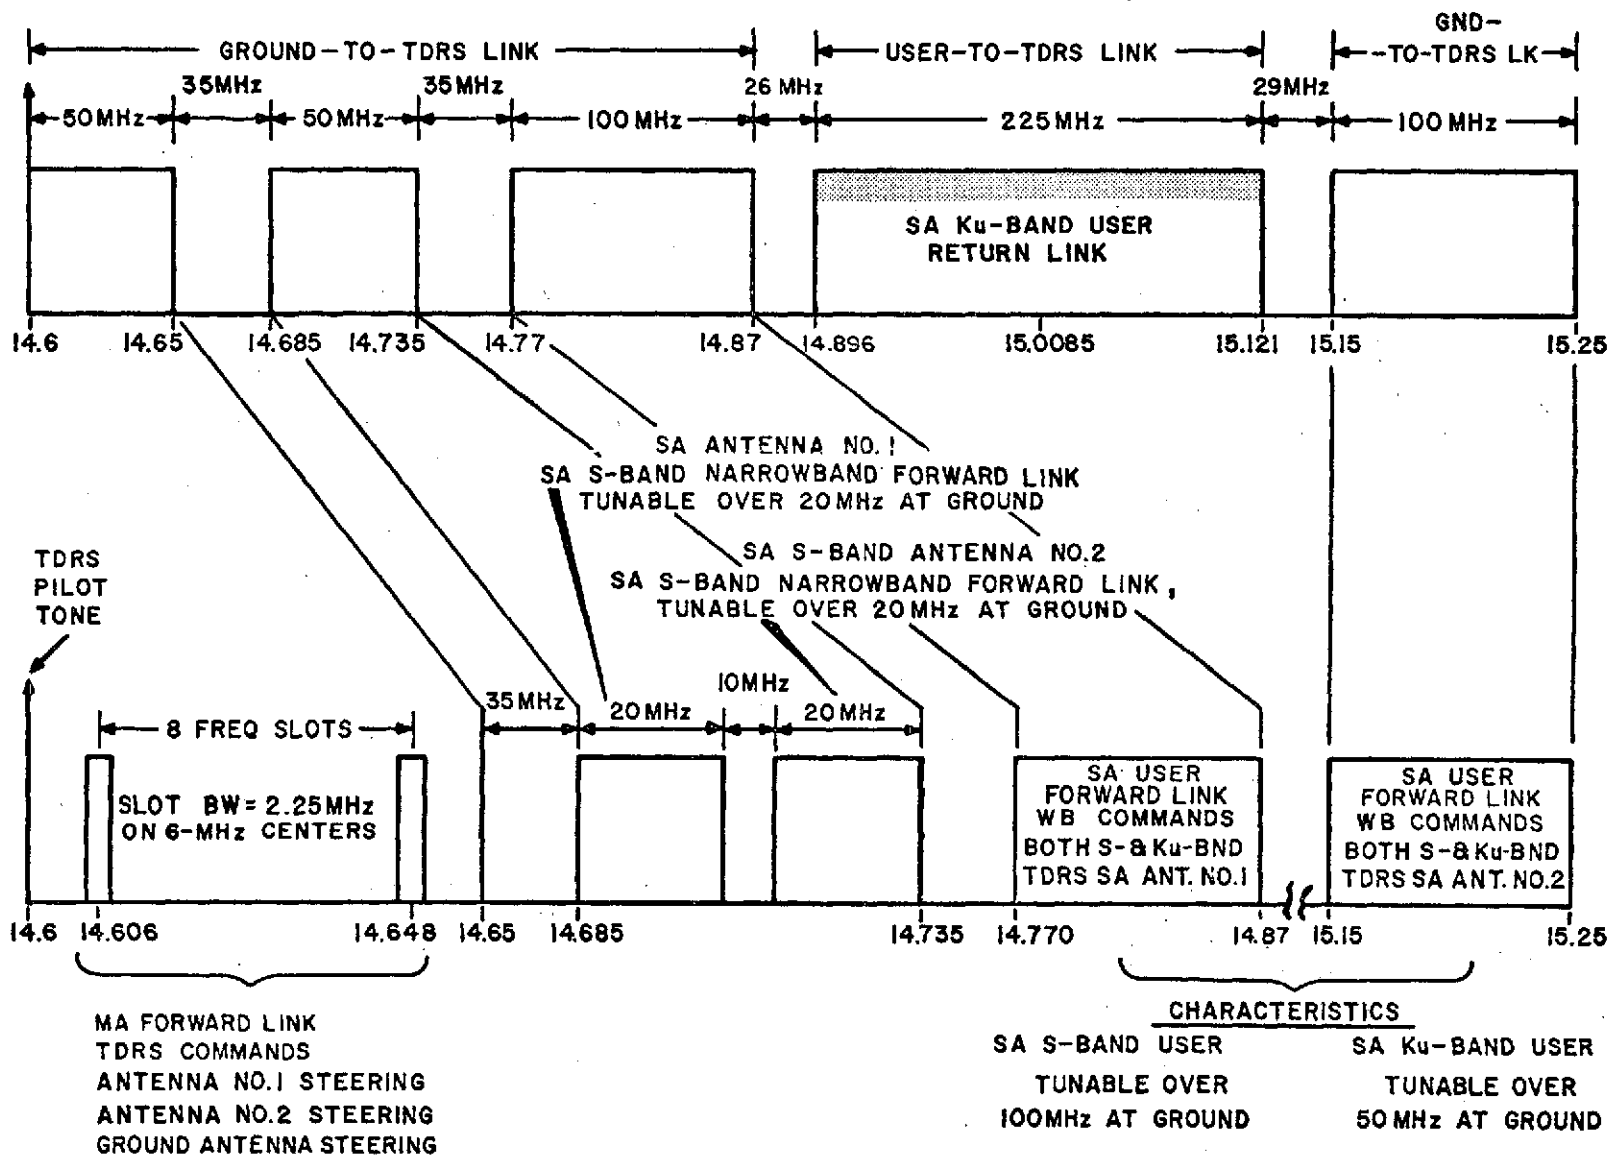 GROUND-TO-TDRS LINK
USER-TO-TDRS LINK
GND-
-TO-TDRS LK
35MHz
35MHz
26 MHz
29MHz
50MHz
50MHz
100MHz
225MHz
100MHz
SA Ku-BAND USER
RETURN LINK
14.6
14.65
14.685
14.735
14.77
14.87
14.896
15.0085
15.121
15.15
15.25
SA ANTENNA NO.1
SA S-BAND NARROWBAND FORWARD LINK
TUNABLE OVER 20MHz AT GROUND
SA S-BAND ANTENNA NO.2
SA S-BAND NARROWBAND FORWARD LINK,
TUNABLE OVER 20MHz AT GROUND
TDRS
PILOT
TONE
8 FREQ SLOTS
35MHz
20MHz
10MHz
20MHz
SLOT BW=2.25MHz
ON 6-MHz CENTERS
SA USER
FORWARD LINK
WB COMMANDS
BOTH S-&Ku-BND
TDRS SA ANT.NO.1
SA USER
FORWARD LINK
WB COMMANDS
BOTH S-&Ku-BND
TDRS SA ANT.NO.2
14.6
14.606
14.648
14.65
14.685
14.735
14.770
14.87
15.15
15.25
MA FORWARD LINK
TDRS COMMANDS
ANTENNA NO.1 STEERING
ANTENNA NO.2 STEERING
GROUND ANTENNA STEERING
CHARACTERISTICS
SA S-BAND USER
TUNABLE OVER
100MHz AT GROUND
SA Ku-BAND USER
TUNABLE OVER
50MHz AT GROUND